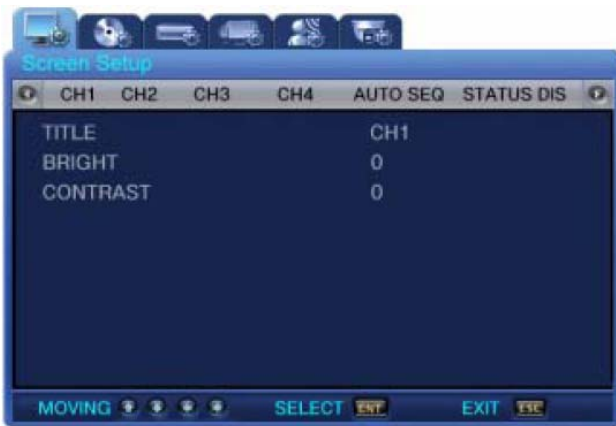 Screen Setup
CH1 CH2 CH3 CH4 AUTO SEQ STATUS DIS
TITLE CH1
BRIGHT 0
CONTRAST 0
MOVING SELECT ENT EXIT ESC